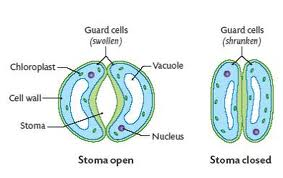 Guard cells
(swollen)
Guard cells
(shrunken)
Chloroplast
Vacuole
Cell wall
Stoma
Nucleus
Stoma open
Stoma closed